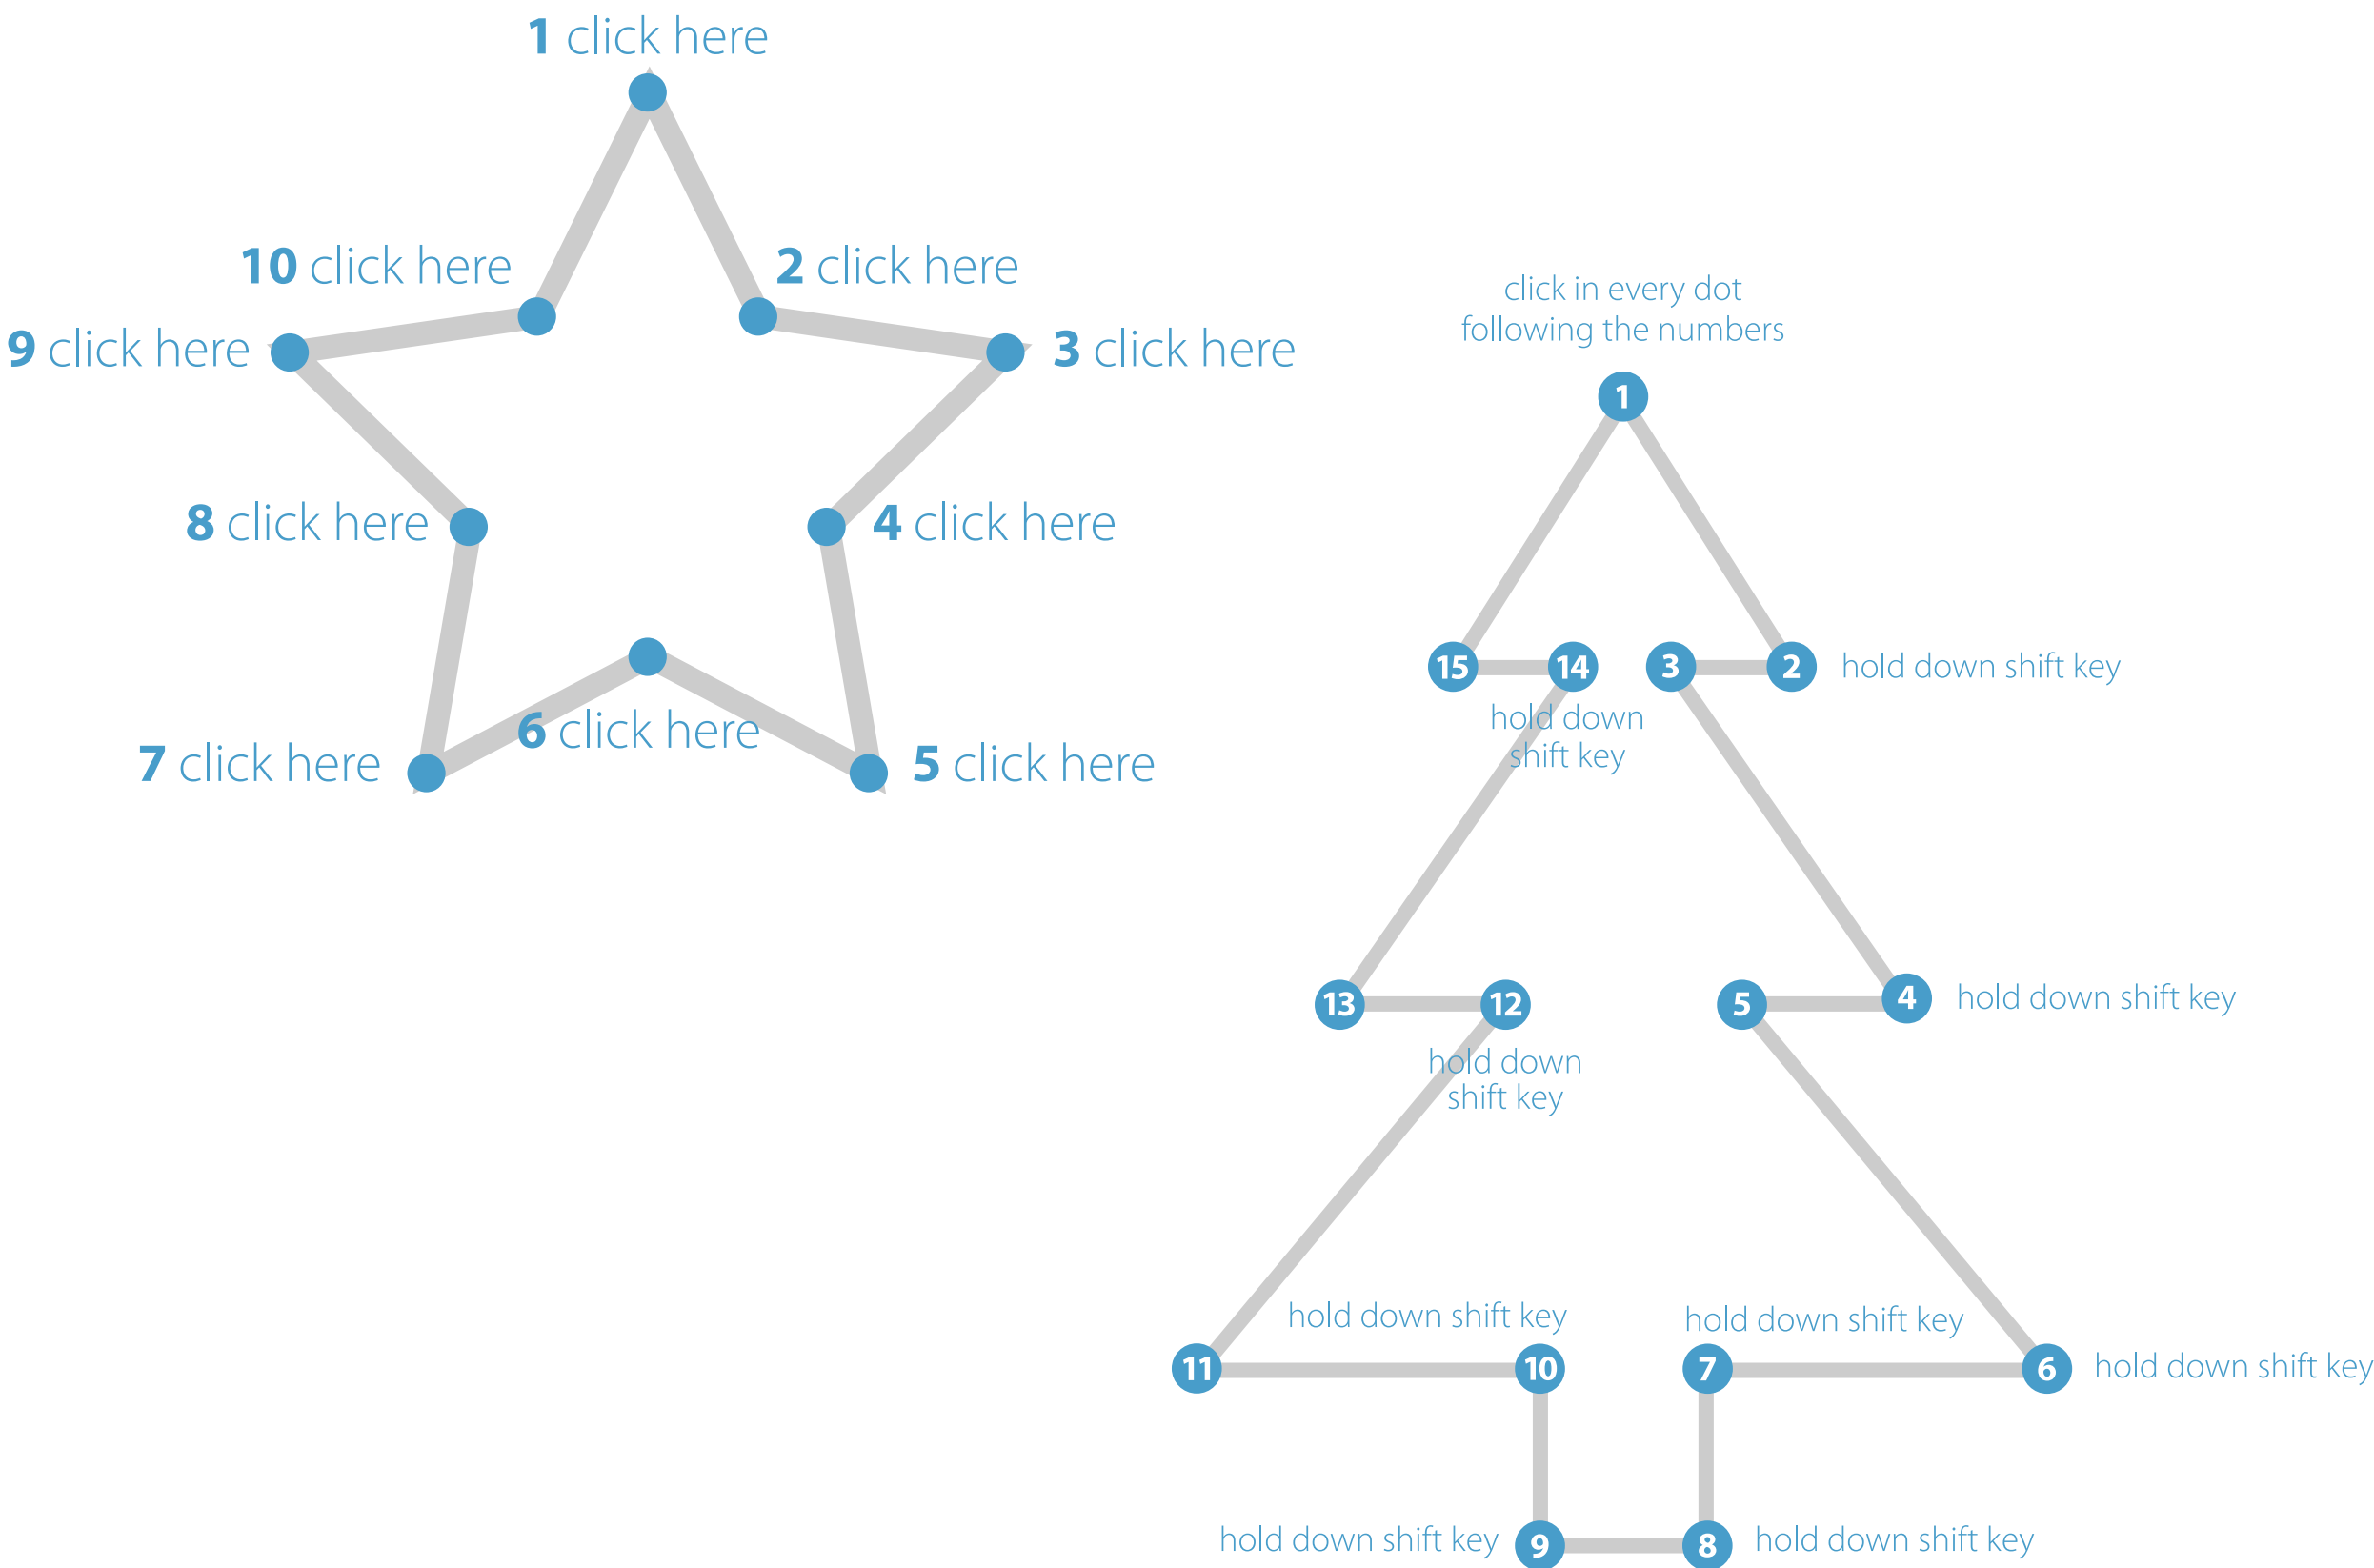 1 click here
10 click here
2 click here
9 click here
3 click here
8 click here
4 click here
6 click here
7 click here
5 click here
click in every dot
following the numbers
1
15
14
3
2
hold down shift key
hold down
shift key
13
12
5
4
hold down shift key
hold down
shift key
hold down shift key
hold down shift key
11
10
7
6
hold down shift key
hold down shift key
9
8
hold down shift key